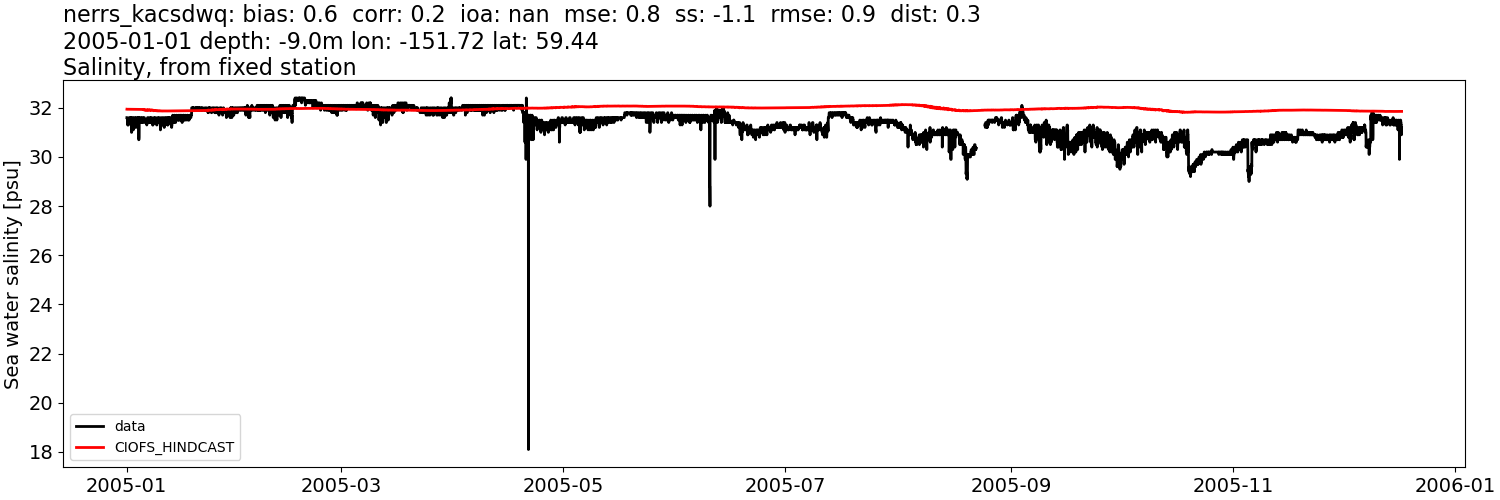 nerrs_kacsdwq: bias: 0.6  corr: 0.2  ioa: nan  mse: 0.8  ss: -1.1  rmse: 0.9  dist: 0.3
2005-01-01 depth: -9.0m lon: -151.72 lat: 59.44
Salinity, from fixed station
Sea water salinity [psu]
32
30
28
26
24
22
20
18
data
CIOFS_HINDCAST
2005-01
2005-03
2005-05
2005-07
2005-09
2005-11
2006-01